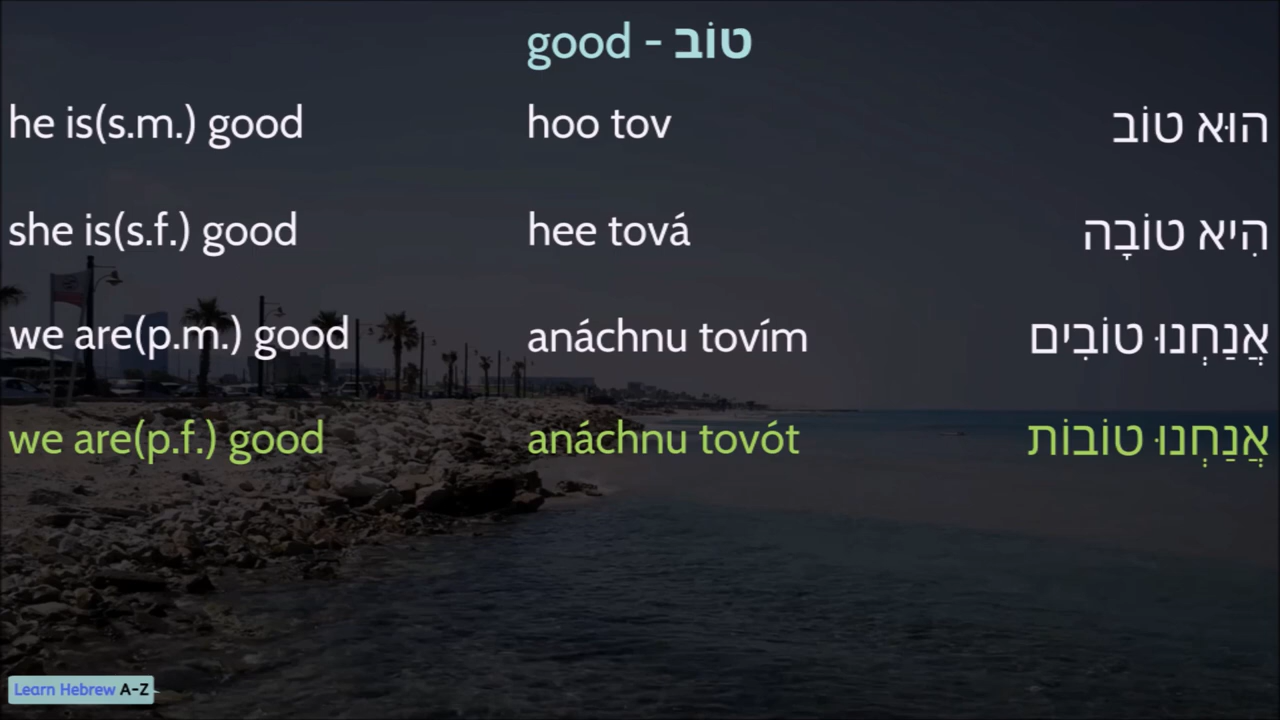 good - טוֹב
he is(s.m.) good hoo tov הוּא טוֹב
she is(s.f.) good hee tová הִיא טוֹבָה
we are(p.m.) good anáchnu tovím אֲנַחְנוּ טוֹבִים
we are(p.f.) good anáchnu tovót אֲנַחְנוּ טוֹבוֹת
Learn Hebrew A-Z